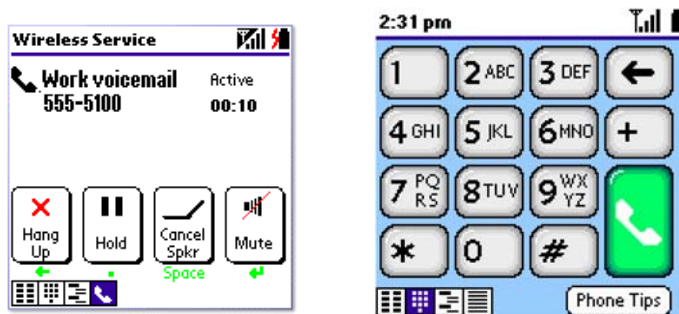 Wireless Service
Work voicemail Active
555-5100 00:10
Hang Up
Hold
Cancel Spkr
Mute
Space
2:31 pm
1 2 ABC 3 DEF
4 GHI 5 JKL 6 MNO +
7 PQ RS 8 TUV 9 WX YZ
* 0 #
Phone Tips